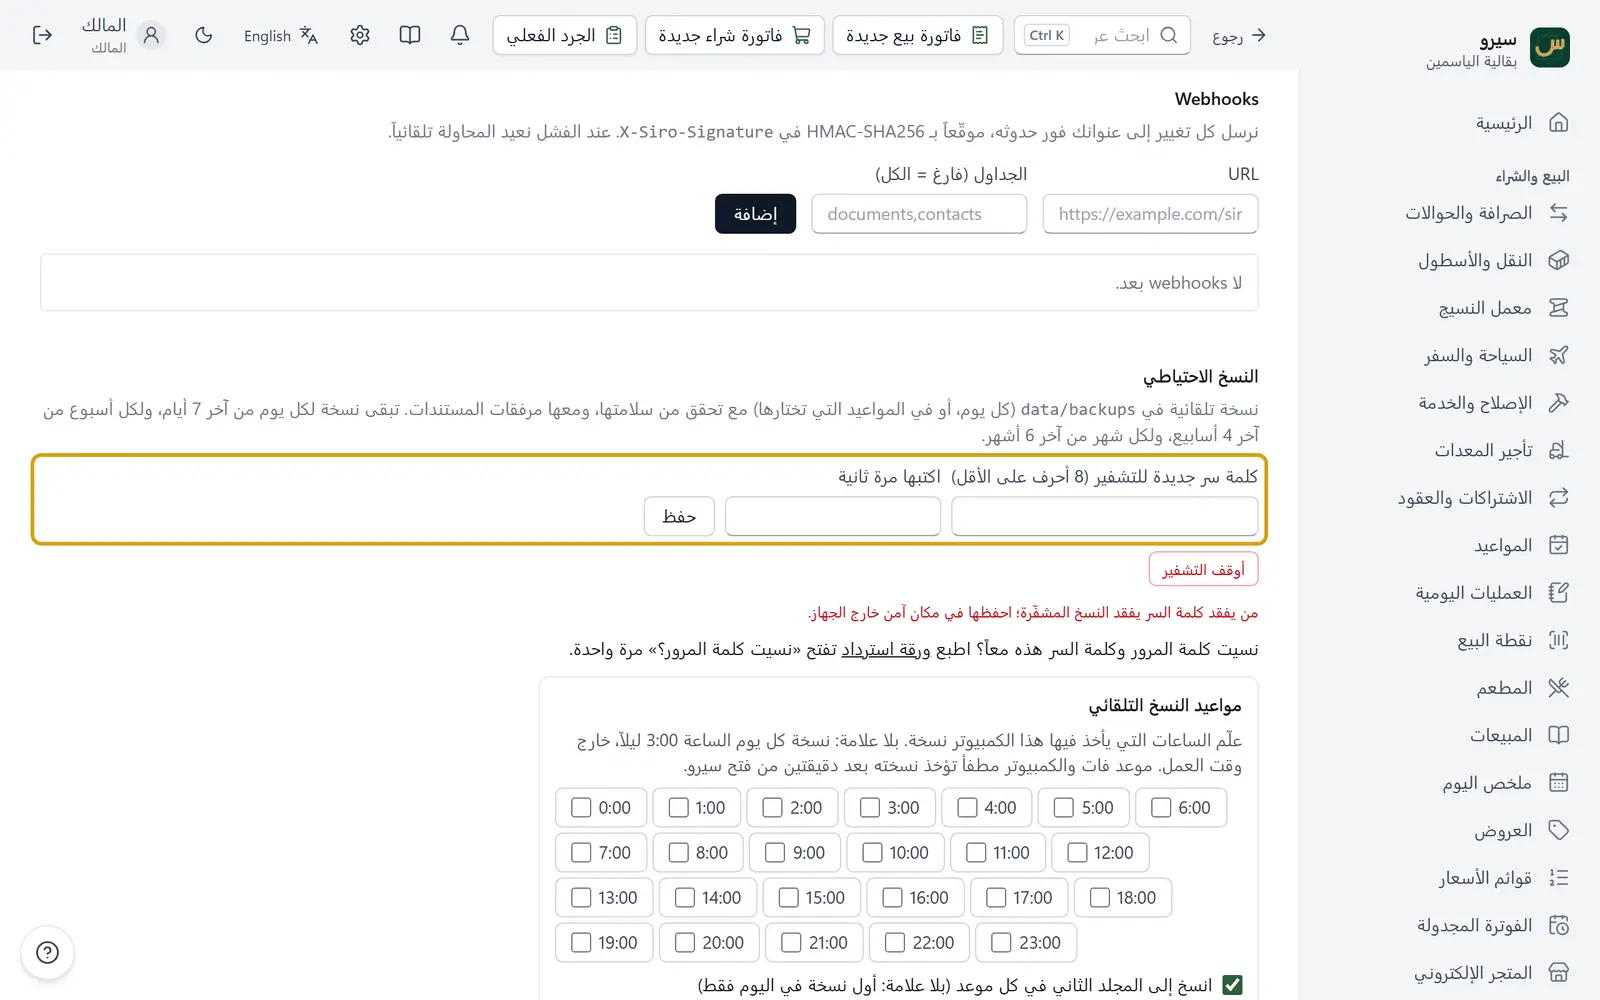 سيرو
بقالية الياسمين
رجوع
ابحث عر
Ctrl K
فاتورة بيع جديدة
فاتورة شراء جديدة
الجرد الفعلي
English
المالك
المالك
الرئيسية
البيع والشراء
الصرافة والحوالات
النقل والأسطول
معمل النسيج
السياحة والسفر
الإصلاح والخدمة
تأجير المعدات
الاشتراكات والعقود
المواعيد
العمليات اليومية
نقطة البيع
المطعم
المبيعات
ملخص اليوم
العروض
قوائم الأسعار
الفوترة المجدولة
المتجر الإلكتروني
Webhooks
نرسل كل تغيير إلى عنوانك فور حدوثه، موقّعاً بـ HMAC-SHA256 في X-Siro-Signature. عند الفشل نعيد المحاولة تلقائياً.
URL
الجداول (فارغ = الكل)
https://example.com/sir
documents,contacts
إضافة
لا webhooks بعد.
النسخ الاحتياطي
نسخة تلقائية في data/backups (كل يوم، أو في المواعيد التي تختارها) مع تحقق من سلامتها، ومعها مرفقات المستندات. تبقى نسخة لكل يوم من آخر 7 أيام، ولكل أسبوع من
آخر 4 أسابيع، ولكل شهر من آخر 6 أشهر.
كلمة سر جديدة للتشفير (8 أحرف على الأقل)
اكتبها مرة ثانية
حفظ
أوقف التشفير
من يفقد كلمة السر يفقد النسخ المشفّرة؛ احفظها في مكان آمن خارج الجهاز.
نسيت كلمة المرور وكلمة السر هذه معاً؟ اطبع ورقة استرداد تفتح «نسيت كلمة المرور؟» مرة واحدة.
مواعيد النسخ التلقائي
علّم الساعات التي يأخذ فيها هذا الكمبيوتر نسخة. بلا علامة: نسخة كل يوم الساعة 3:00 ليلاً، خارج
وقت العمل. موعد فات والكمبيوتر مطفأ تؤخذ نسخته بعد دقيقتين من فتح سيرو.
0:00 1:00 2:00 3:00 4:00 5:00 6:00
7:00 8:00 9:00 10:00 11:00 12:00
13:00 14:00 15:00 16:00 17:00 18:00
19:00 20:00 21:00 22:00 23:00
انسخ إلى المجلد الثاني في كل موعد (بلا علامة: أول نسخة في اليوم فقط)